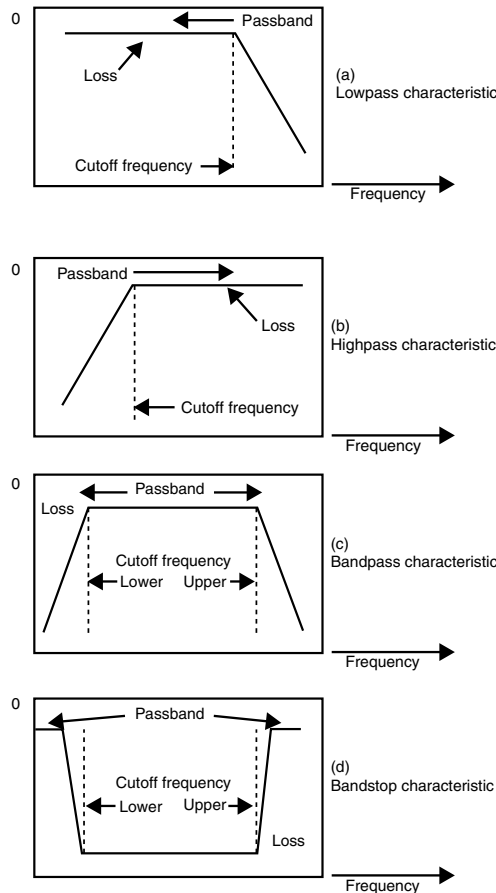 0
Passband
Loss
Cutoff frequency
(a)
Lowpass characteristic
Frequency
0
Passband
Loss
Cutoff frequency
(b)
Highpass characteristic
Frequency
0
Passband
Loss
Cutoff frequency
Lower Upper
(c)
Bandpass characteristic
Frequency
0
Passband
Cutoff frequency
Lower Upper
Loss
(d)
Bandstop characteristic
Frequency